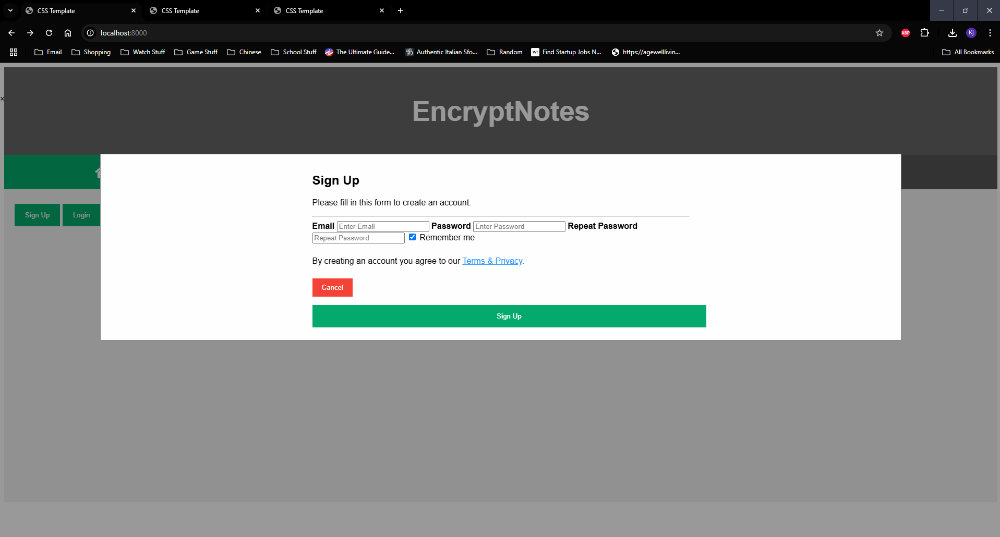 CSS Template
CSS Template
CSS Template
localhost:8000
ABP
Kj
Email
Shopping
Watch Stuff
Game Stuff
Chinese
School Stuff
The Ultimate Guide...
Authentic Italian Sfo...
Random
w:
Find Startup Jobs N...
https://agewelllivin...
All Bookmarks
×
EncryptNotes
Sign Up
Login
Sign Up
Please fill in this form to create an account.
Email Enter Email Password Enter Password Repeat Password
Repeat Password Remember me
By creating an account you agree to our Terms & Privacy.
Cancel
Sign Up